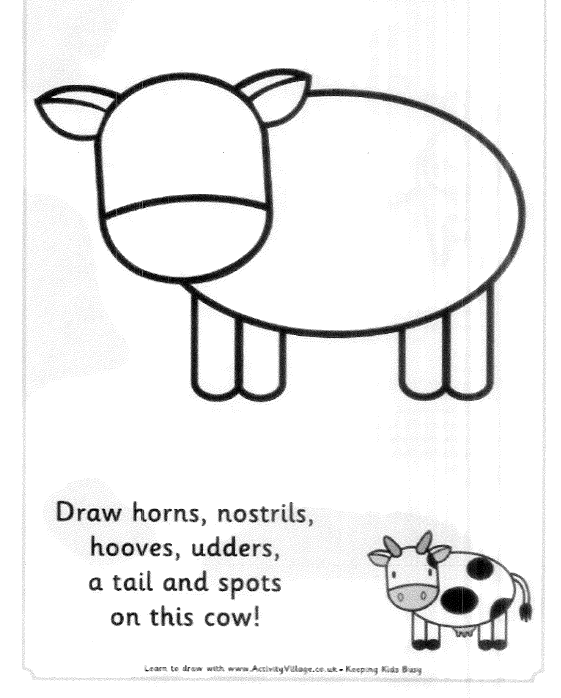 Draw horns, nostrils,
hooves, udders,
a tail and spots
on this cow!
Learn to draw with www.ActivityVillage.co.uk - Keeping Kids Busy